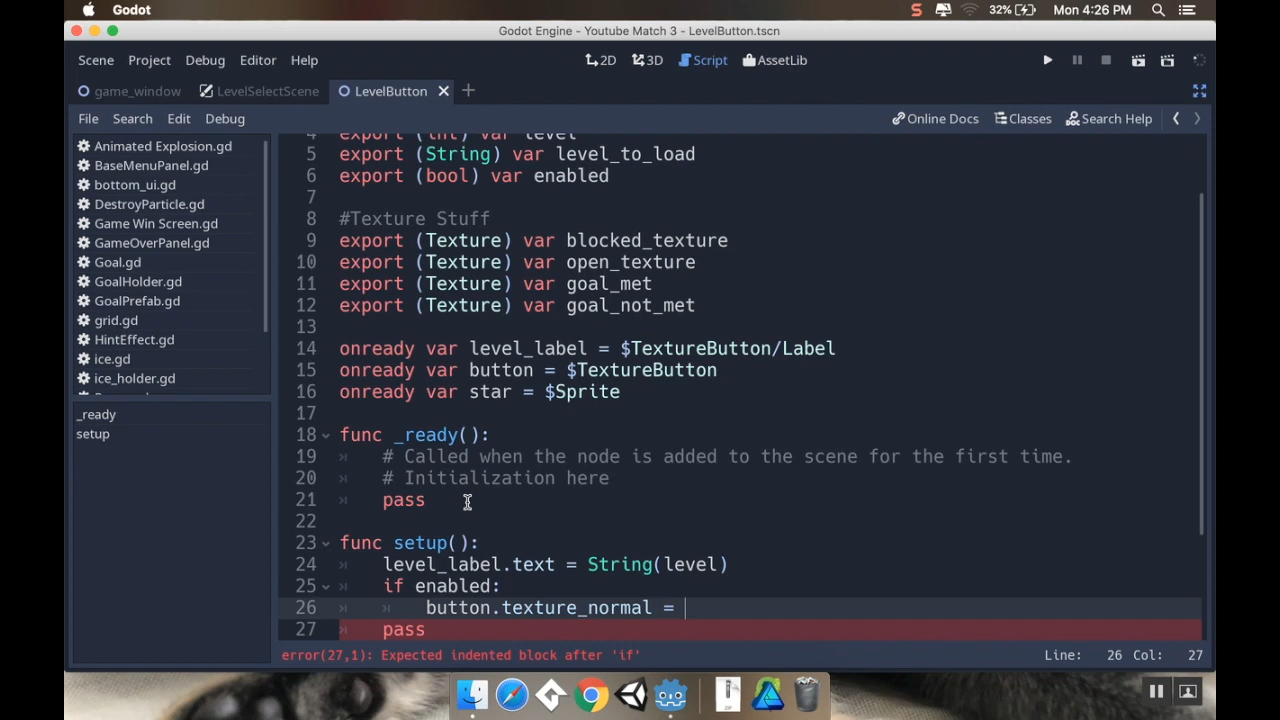 Godot
32%
Mon 4:26 PM
Godot Engine - Youtube Match 3 - LevelButton.tscn
Scene Project Debug Editor Help
2D 3D Script AssetLib
game_window LevelSelectScene LevelButton
File Search Edit Debug
Online Docs Classes Search Help
Animated Explosion.gd
BaseMenuPanel.gd
bottom_ui.gd
DestroyParticle.gd
Game Win Screen.gd
GameOverPanel.gd
Goal.gd
GoalHolder.gd
GoalPrefab.gd
grid.gd
HintEffect.gd
ice.gd
ice_holder.gd
_ready
setup
4 export (int) var level
5 export (String) var level_to_load
6 export (bool) var enabled
7
8 #Texture Stuff
9 export (Texture) var blocked_texture
10 export (Texture) var open_texture
11 export (Texture) var goal_met
12 export (Texture) var goal_not_met
13
14 onready var level_label = $TextureButton/Label
15 onready var button = $TextureButton
16 onready var star = $Sprite
17
18 func _ready():
19 # Called when the node is added to the scene for the first time.
20 # Initialization here
21 pass
22
23 func setup():
24 level_label.text = String(level)
25 if enabled:
26 button.texture_normal =
27 pass
error(27,1): Expected indented block after 'if'
Line: 26 Col: 27